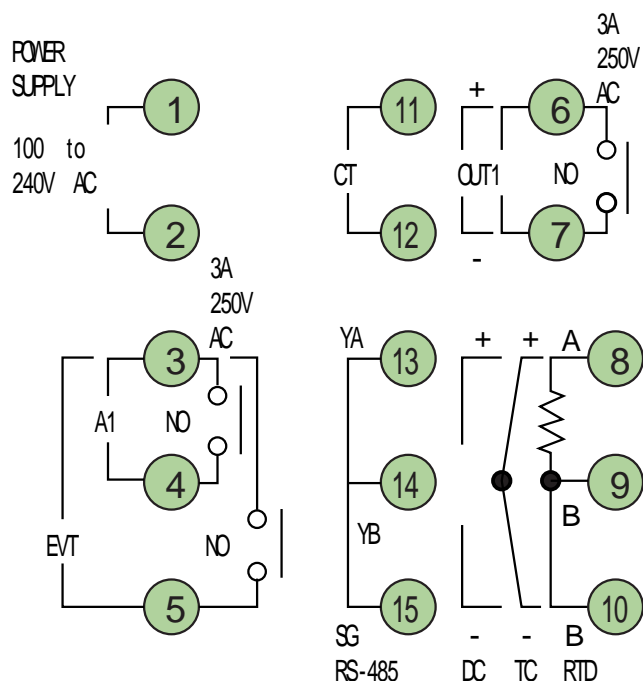 POWER
SUPPLY
100 to
240V AC
1
2
3A
250V
AC
3
A1
NO
4
EVT
NO
5
11
CT
12
+
OUT1
-
6
3A
250V
AC
NO
7
YA
13
14
YB
15
SG
RS-485
+
-
DC
+
-
TC
A
8
9
B
10
B
RTD